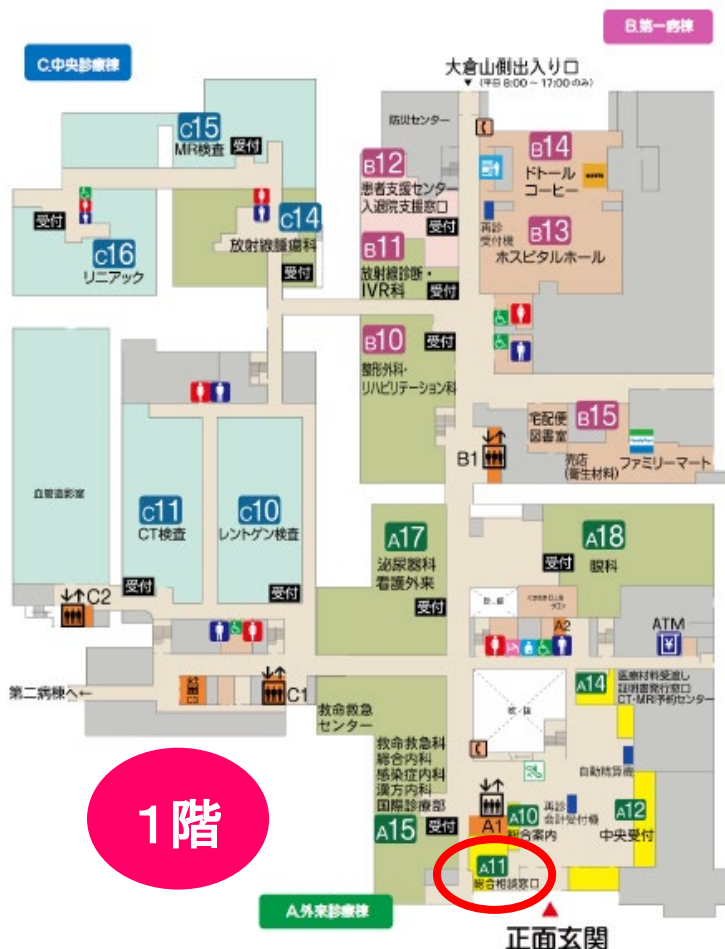 B.第一病棟
C.中央診療棟
大倉山側出入り口
▼ (平日 8:00～17:00のみ)
防災センター
C15
MR検査
受付
B12
患者支援センター
入退院支援窓口
受付
B14
ドトール
コーヒー
再診
受付機
B13
ホスピタルホール
受付
C16
リニアック
C14
放射線腫瘍科
受付
B11
放射線診断・
IVR科
受付
B10
受付
整形外科・
リハビリテーション科
宅配便
図書室
B15
売店
(衛生材料)
ファミリーマート
B1
血管造影室
C11
CT検査
受付
C10
レントゲン検査
受付
A17
泌尿器科
看護外来
受付
A18
眼科
受付
吹・抜
A2
ATM
C2
第二病棟へ←
C1
救命救急
センター
吹・抜
A14
医療材料受渡し
証明書発行窓口
CT・MRI予約センター
自動精算機
救命救急科
総合内科
感染症内科
漢方内科
国際診療部
A15
受付
A1
A10
総合案内
再診
会計受付機
A12
中央受付
A11
総合相談窓口
1階
A.外来診療棟
▲
正面玄関